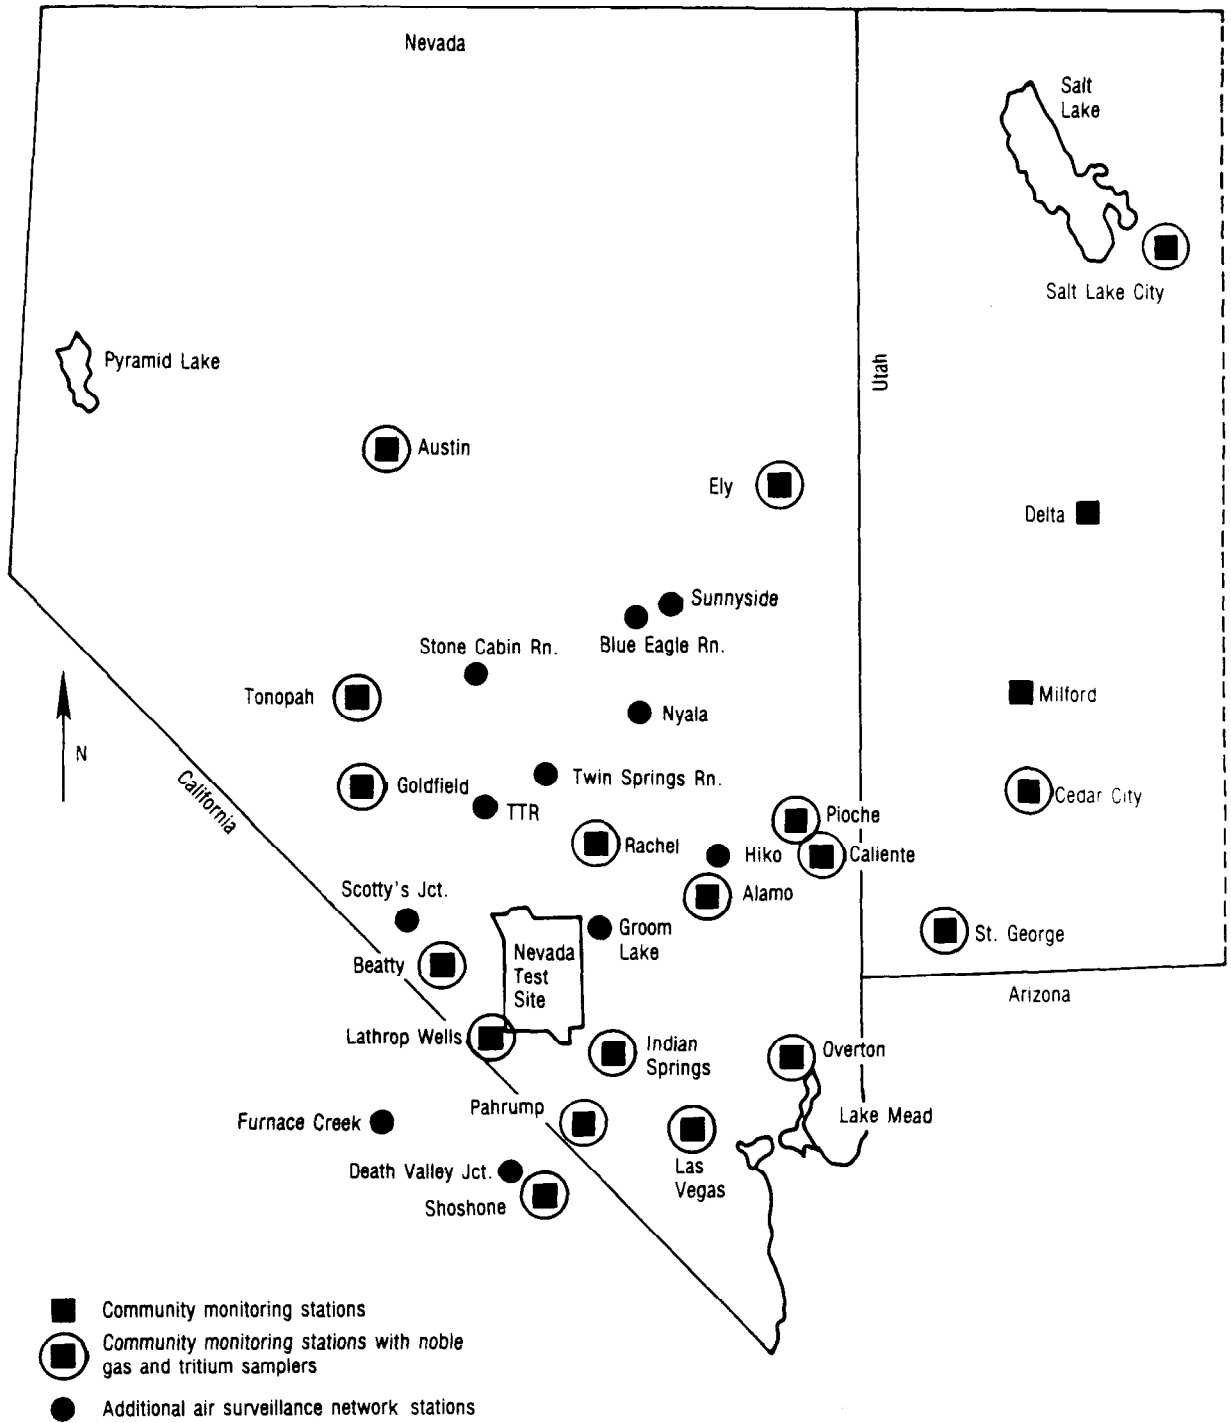 Nevada
Salt
Lake
Salt Lake City
Pyramid Lake
Utah
Austin
Ely
Delta
Sunnyside
Blue Eagle Rn.
Stone Cabin Rn.
Tonopah
Milford
Nyala
N
California
Twin Springs Rn.
Goldfield
TTR
Cedar City
Pioche
Rachel
Hiko
Caliente
Scotty's Jct.
Alamo
Groom
Lake
St. George
Nevada
Test
Site
Beatty
Arizona
Lathrop Wells
Indian
Springs
Overton
Pahrump
Lake Mead
Furnace Creek
Las
Vegas
Death Valley Jct.
Shoshone
Community monitoring stations
Community monitoring stations with noble
gas and tritium samplers
Additional air surveillance network stations